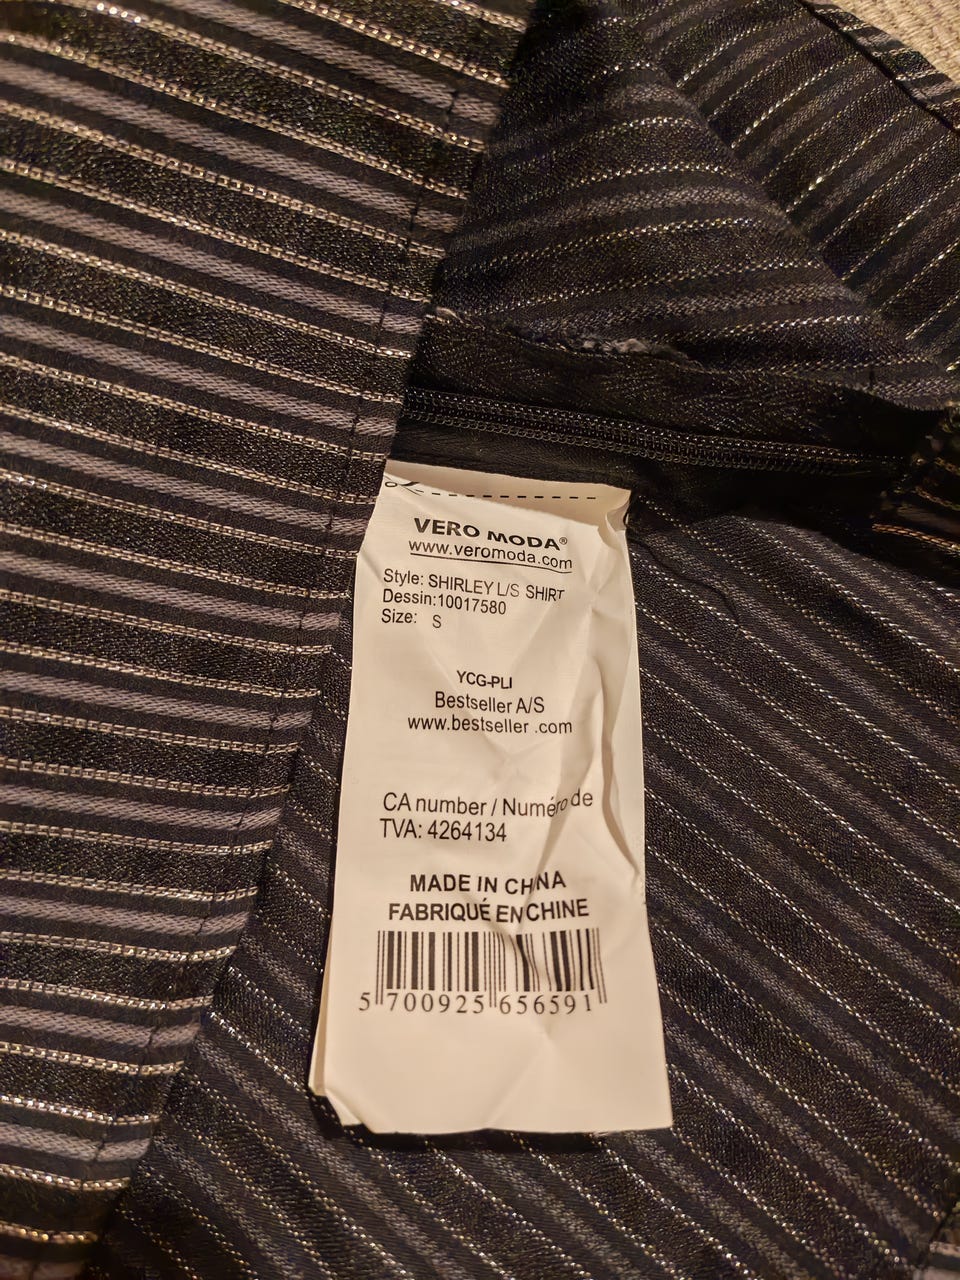 VERO MODA®
www.veromoda.com
Style: SHIRLEY L/S SHIRT
Dessin:10017580
Size: S
YCG-PLI
Bestseller A/S
www.bestseller .com
CA number / Numéro de
TVA: 4264134
MADE IN CHINA
FABRIQUÉ EN CHINE
5 700925 656591